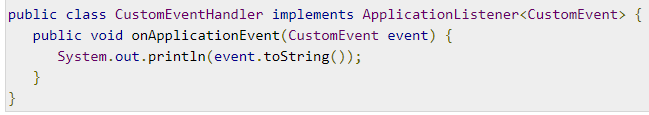 public class CustomEventHandler implements ApplicationListener<CustomEvent> {
   public void onApplicationEvent(CustomEvent event) {
      System.out.println(event.toString());
   }
}